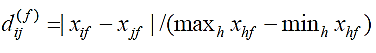 d_{ij}^{(f)} = | x_{if} − x_{jf} | /(max_h x_{hf} − min_h x_{hf})